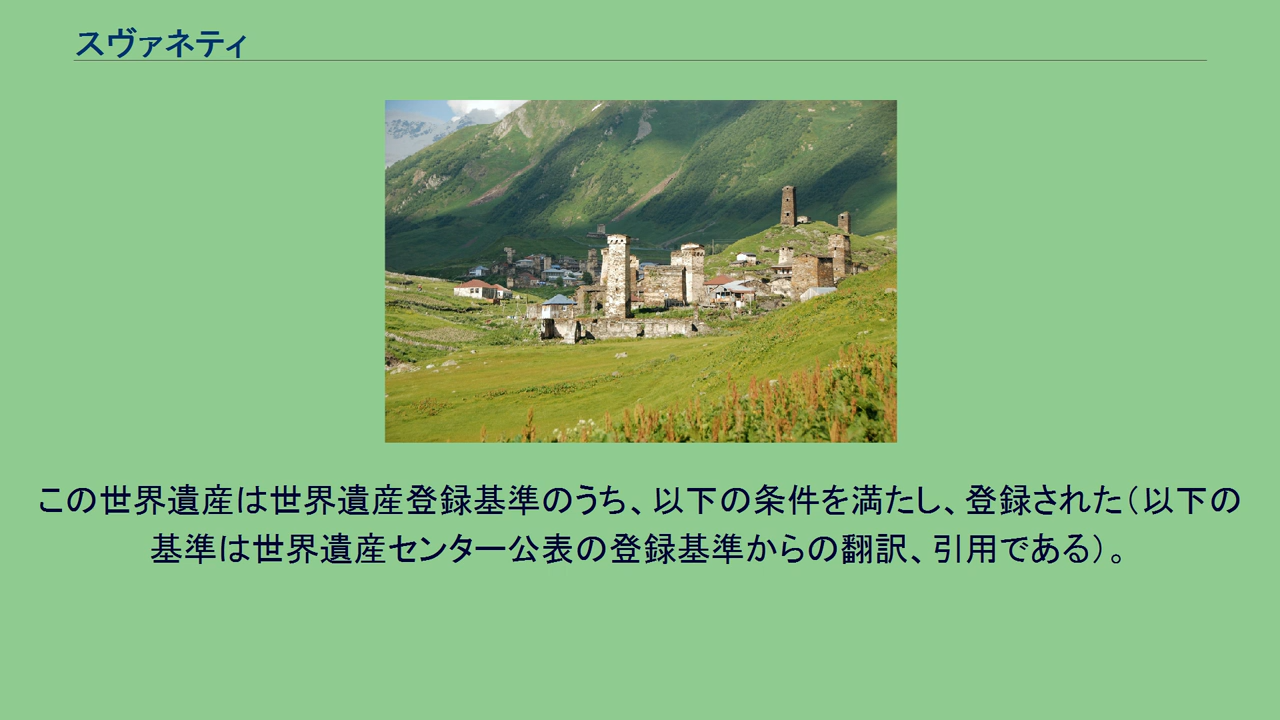 スヴァネティ
この世界遺産は世界遺産登録基準のうち、以下の条件を満たし、登録された（以下の
基準は世界遺産センター公表の登録基準からの翻訳、引用である）。